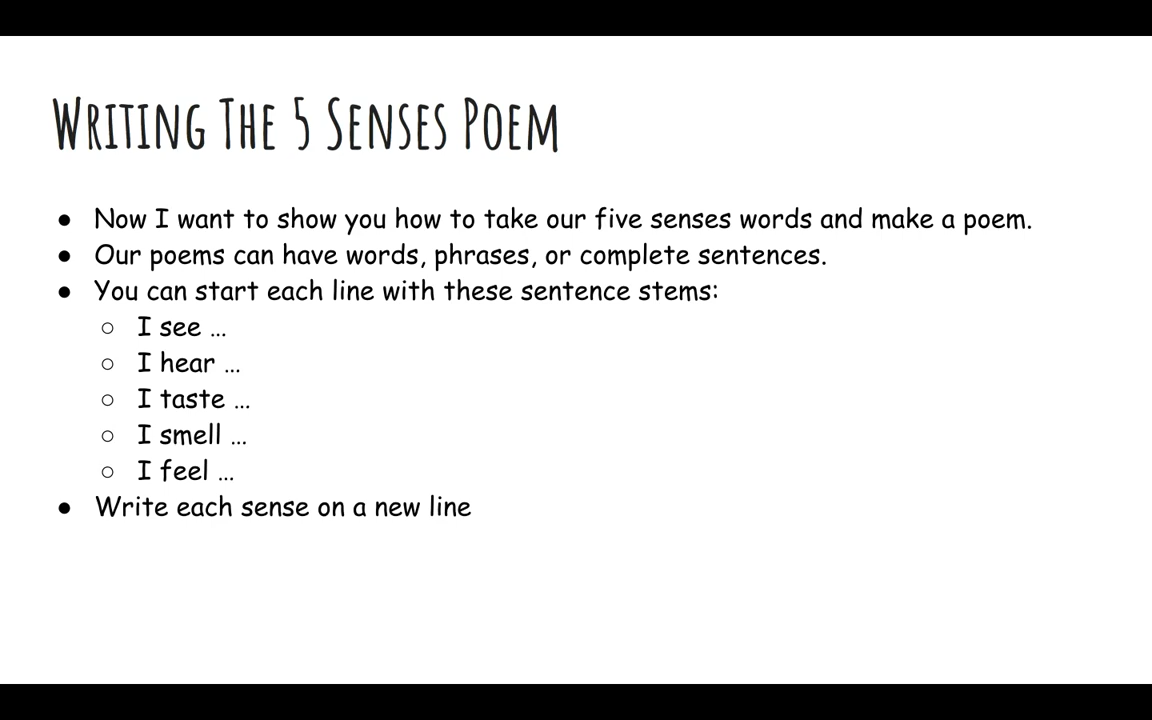 Writing The 5 Senses Poem
● Now I want to show you how to take our five senses words and make a poem.
● Our poems can have words, phrases, or complete sentences.
● You can start each line with these sentence stems:
○ I see ...
○ I hear ...
○ I taste ...
○ I smell ...
○ I feel ...
● Write each sense on a new line